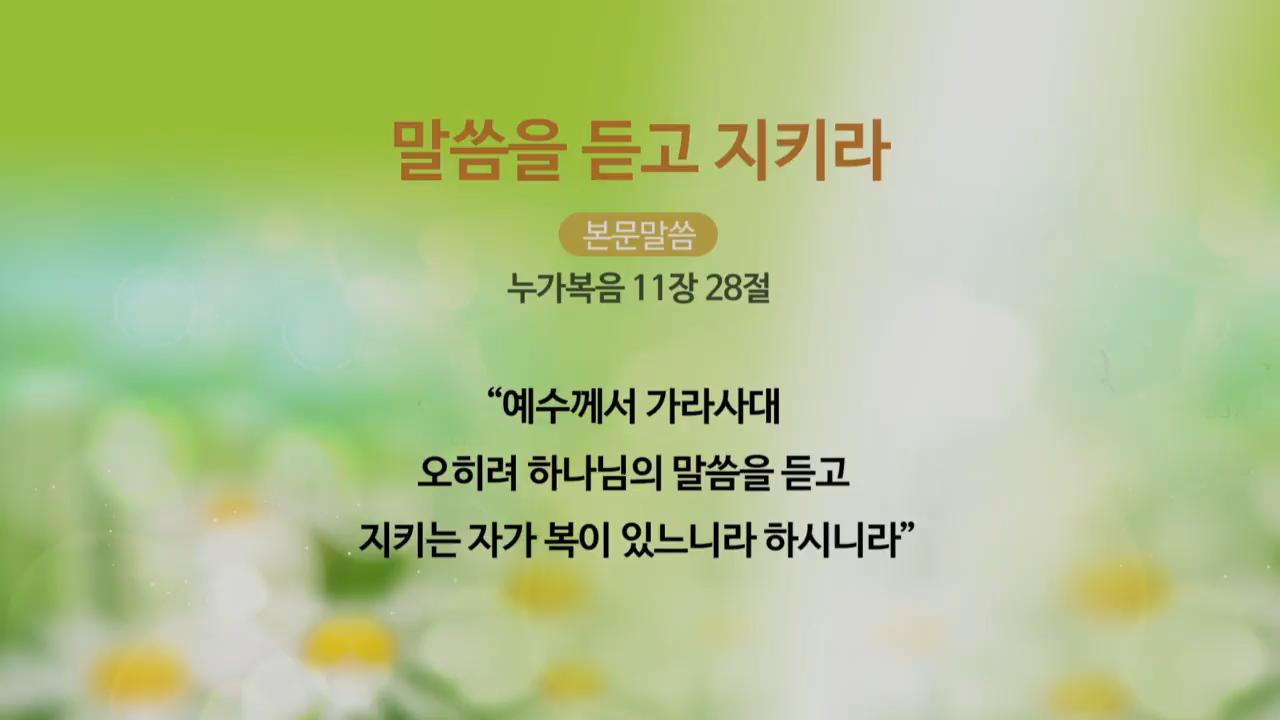 말씀을 듣고 지키라
본문말씀
누가복음 11장 28절
“예수께서 가라사대
오히려 하나님의 말씀을 듣고
지키는 자가 복이 있느니라 하시니라”